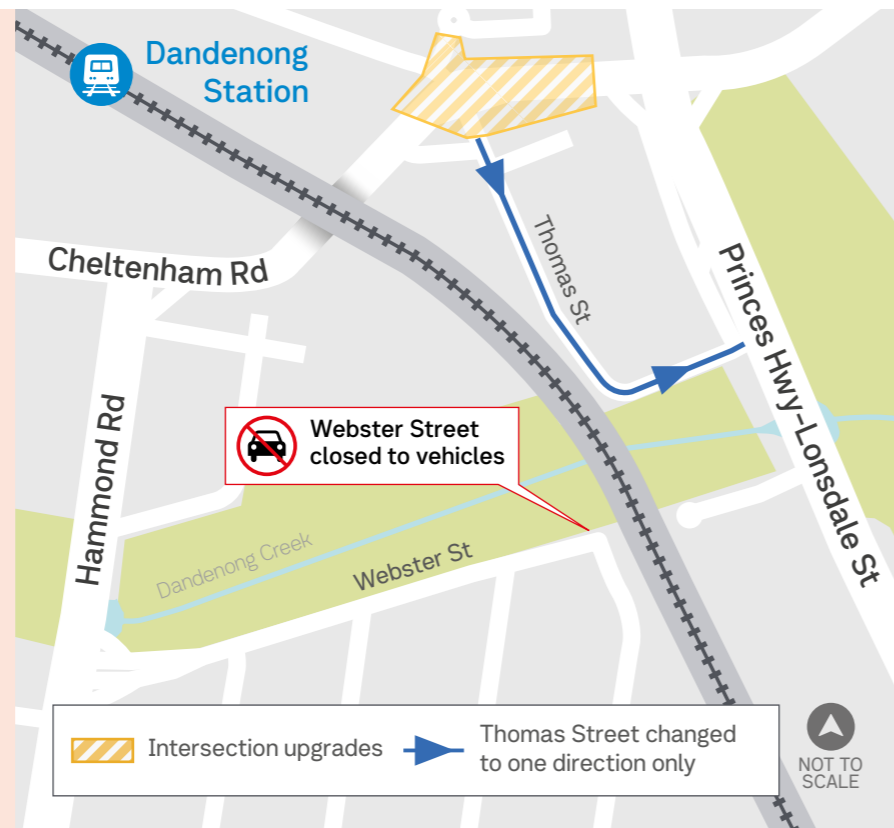 Dandenong
Station
Cheltenham Rd
Thomas St
Princes Hwy-Lonsdale St
Hammond Rd
Webster Street
closed to vehicles
Dandenong Creek
Webster St
Intersection upgrades
Thomas Street changed
to one direction only
NOT TO
SCALE